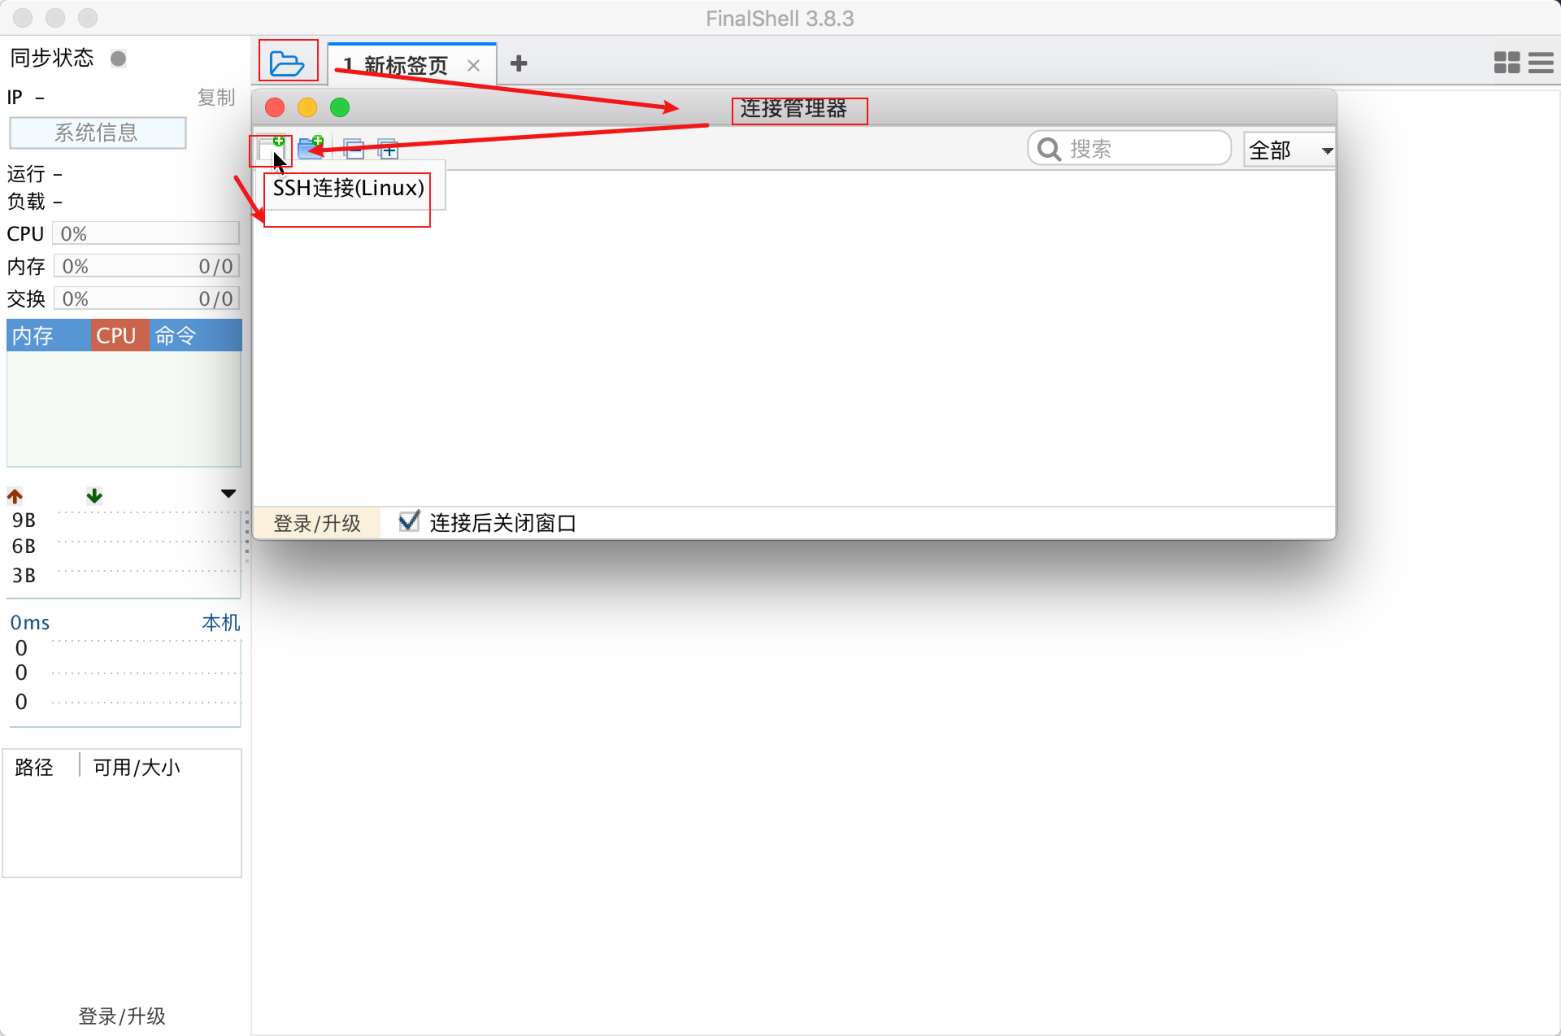 FinalShell 3.8.3
同步状态
1 新标签页
IP –
复制
系统信息
运行 –
负载 –
CPU 0%
内存 0% 0/0
交换 0% 0/0
内存 CPU 命令
9B
6B
3B
0ms 本机
0
0
0
路径 可用/大小
登录/升级
连接管理器
搜索
全部
SSH连接(Linux)
登录/升级
连接后关闭窗口